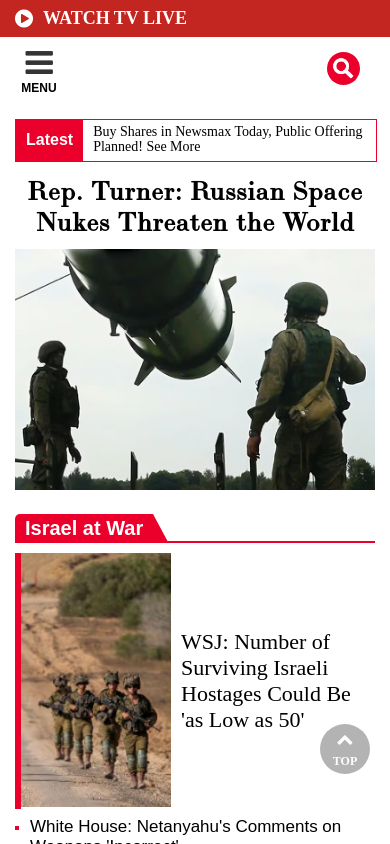 WATCH TV LIVE
MENU
Latest
Buy Shares in Newsmax Today, Public Offering
Planned! See More
Rep. Turner: Russian Space
Nukes Threaten the World
Israel at War
WSJ: Number of
Surviving Israeli
Hostages Could Be
'as Low as 50'
TOP
White House: Netanyahu's Comments on
Weapons 'Incorrect'